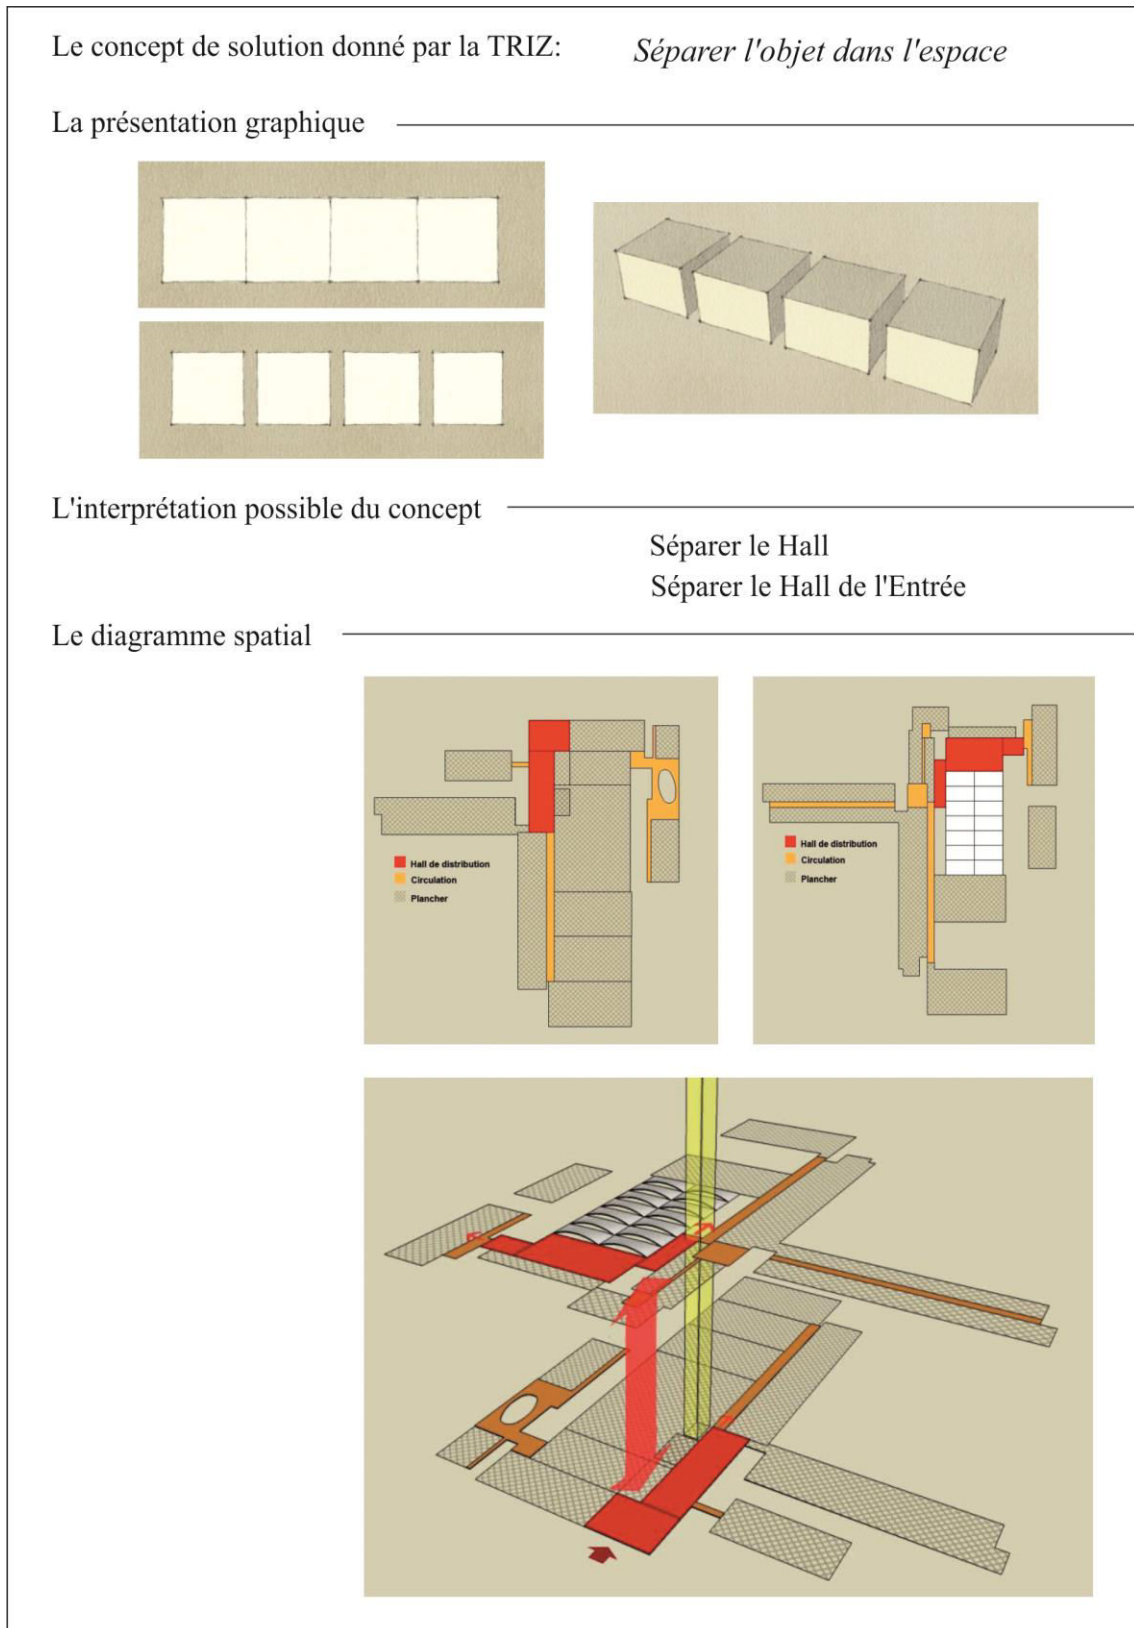 Le concept de solution donné par la TRIZ: Séparer l'objet dans l'espace
La présentation graphique
L'interprétation possible du concept
Séparer le Hall
Séparer le Hall de l'Entrée
Le diagramme spatial
Hall de distribution
Circulation
Plancher
Hall de distribution
Circulation
Plancher